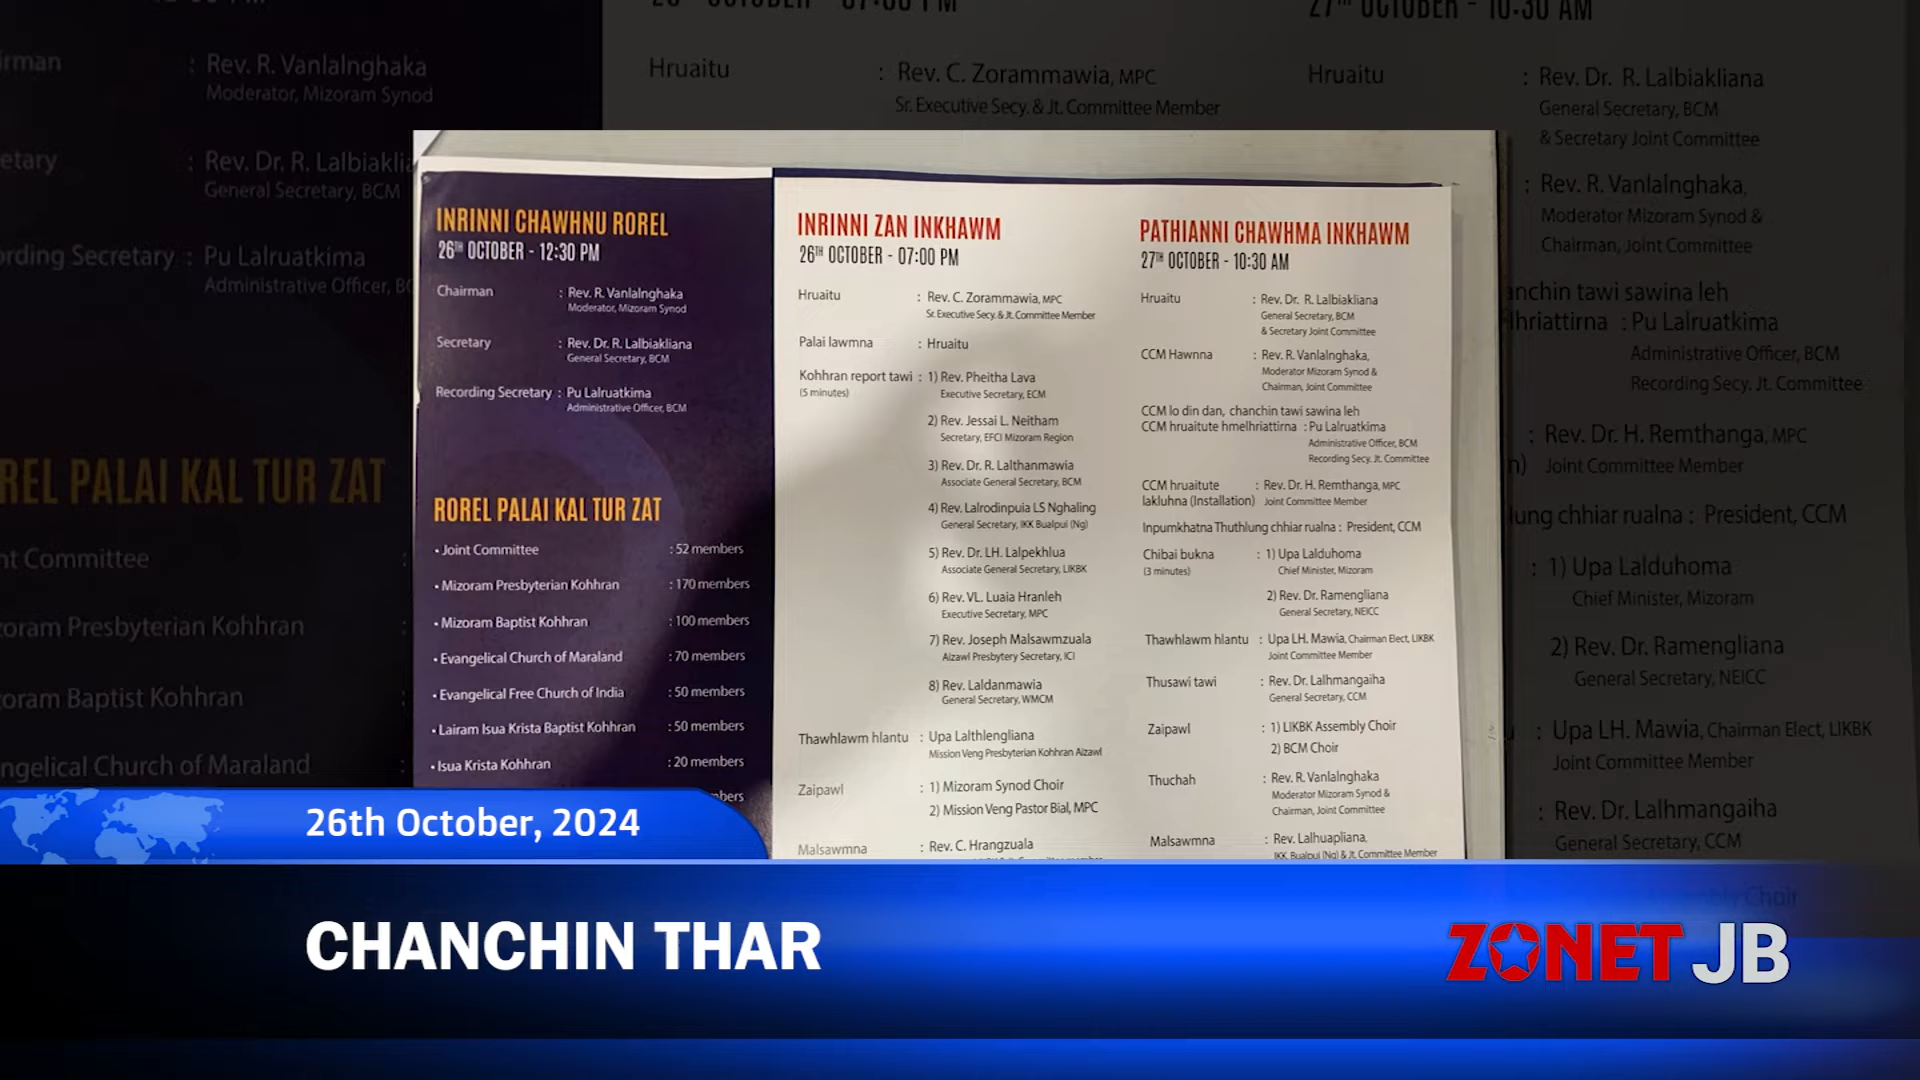 INRINNI CHAWHNU ROREL
26TH OCTOBER - 12:30 PM
Chairman : Rev. R. Vanlalnghaka
Moderator, Mizoram Synod
Secretary : Rev. Dr. R. Lalbiakliana
General Secretary, BCM
Recording Secretary : Pu Lalruatkima
Administrative Officer, BCM
ROREL PALAI KAL TUR ZAT
• Joint Committee : 52 members
• Mizoram Presbyterian Kohhran : 170 members
• Mizoram Baptist Kohhran : 100 members
• Evangelical Church of Maraland : 70 members
• Evangelical Free Church of India : 50 members
• Lairam Isua Krista Baptist Kohhran : 50 members
• Isua Krista Kohhran : 20 members
INRINNI ZAN INKHAWM
26TH OCTOBER - 07:00 PM
Hruaitu : Rev. C. Zorammawia, MPC
Sr. Executive Secy. & Jt. Committee Member
Palai lawmna : Hruaitu
Kohhran report tawi : 1) Rev. Pheitha Lava
(5 minutes) Executive Secretary, ECM
2) Rev. Jessai L. Neitham
Secretary, EFCI Mizoram Region
3) Rev. Dr. R. Lalthanmawia
Associate General Secretary, BCM
4) Rev. Lalrodinpuia LS Nghaling
General Secretary, IKK Bualpui (Ng)
5) Rev. Dr. LH. Lalpekhlua
Associate General Secretary, LIKBK
6) Rev. VL. Luaia Hranleh
Executive Secretary, MPC
7) Rev. Joseph Malsawmzuala
Aizawl Presbytery Secretary, ICI
8) Rev. Laldanmawia
General Secretary, WMCM
Thawhlawm hlantu : Upa Lalthlengliana
Mission Veng Presbyterian Kohhran Aizawl
Zaipawl : 1) Mizoram Synod Choir
2) Mission Veng Pastor Bial, MPC
Malsawmna : Rev. C. Hrangzuala
PATHIANNI CHAWHMA INKHAWM
27TH OCTOBER - 10:30 AM
Hruaitu : Rev. Dr. R. Lalbiakliana
General Secretary, BCM
& Secretary Joint Committee
CCM Hawnna : Rev. R. Vanlalnghaka,
Moderator Mizoram Synod &
Chairman, Joint Committee
CCM lo din dan, chanchin tawi sawina leh
CCM hruaitute hmelhriattirna : Pu Lalruatkima
Administrative Officer, BCM
Recording Secy. Jt. Committee
CCM hruaitute : Rev. Dr. H. Remthanga, MPC
lakluhna (Installation) Joint Committee Member
Inpumkhatna Thuthlung chhiar rualna : President, CCM
Chibai bukna : 1) Upa Lalduhoma
(3 minutes) Chief Minister, Mizoram
2) Rev. Dr. Ramengliana
General Secretary, NEICC
Thawhlawm hlantu : Upa LH. Mawia, Chairman Elect, LIKBK
Joint Committee Member
Thusawi tawi : Rev. Dr. Lalhmangaiha
General Secretary, CCM
Zaipawl : 1) LIKBK Assembly Choir
2) BCM Choir
Thuchah : Rev. R. Vanlalnghaka
Moderator Mizoram Synod &
Chairman, Joint Committee
Malsawmna : Rev. Lalhuapliana,
IKK Bualpui (Ng) & Jt. Committee Member
26th October, 2024
CHANCHIN THAR
ZONET JB